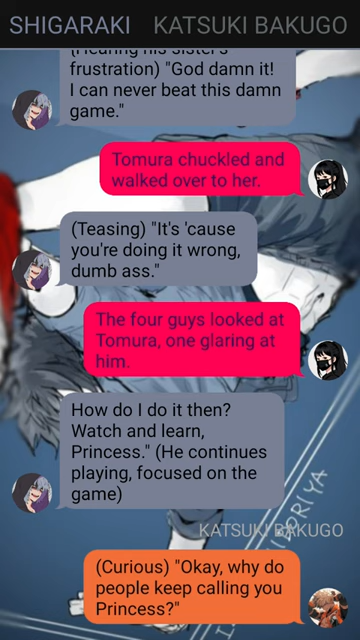 SHIGARAKI KATSUKI BAKUGO
(Hearing his sister's
frustration) "God damn it!
I can never beat this damn
game."
Tomura chuckled and
walked over to her.
(Teasing) "It's 'cause
you're doing it wrong,
dumb ass."
The four guys looked at
Tomura, one glaring at
him.
How do I do it then?
Watch and learn,
Princess." (He continues
playing, focused on the
game)
KATSUKI BAKUGO
(Curious) "Okay, why do
people keep calling you
Princess?"